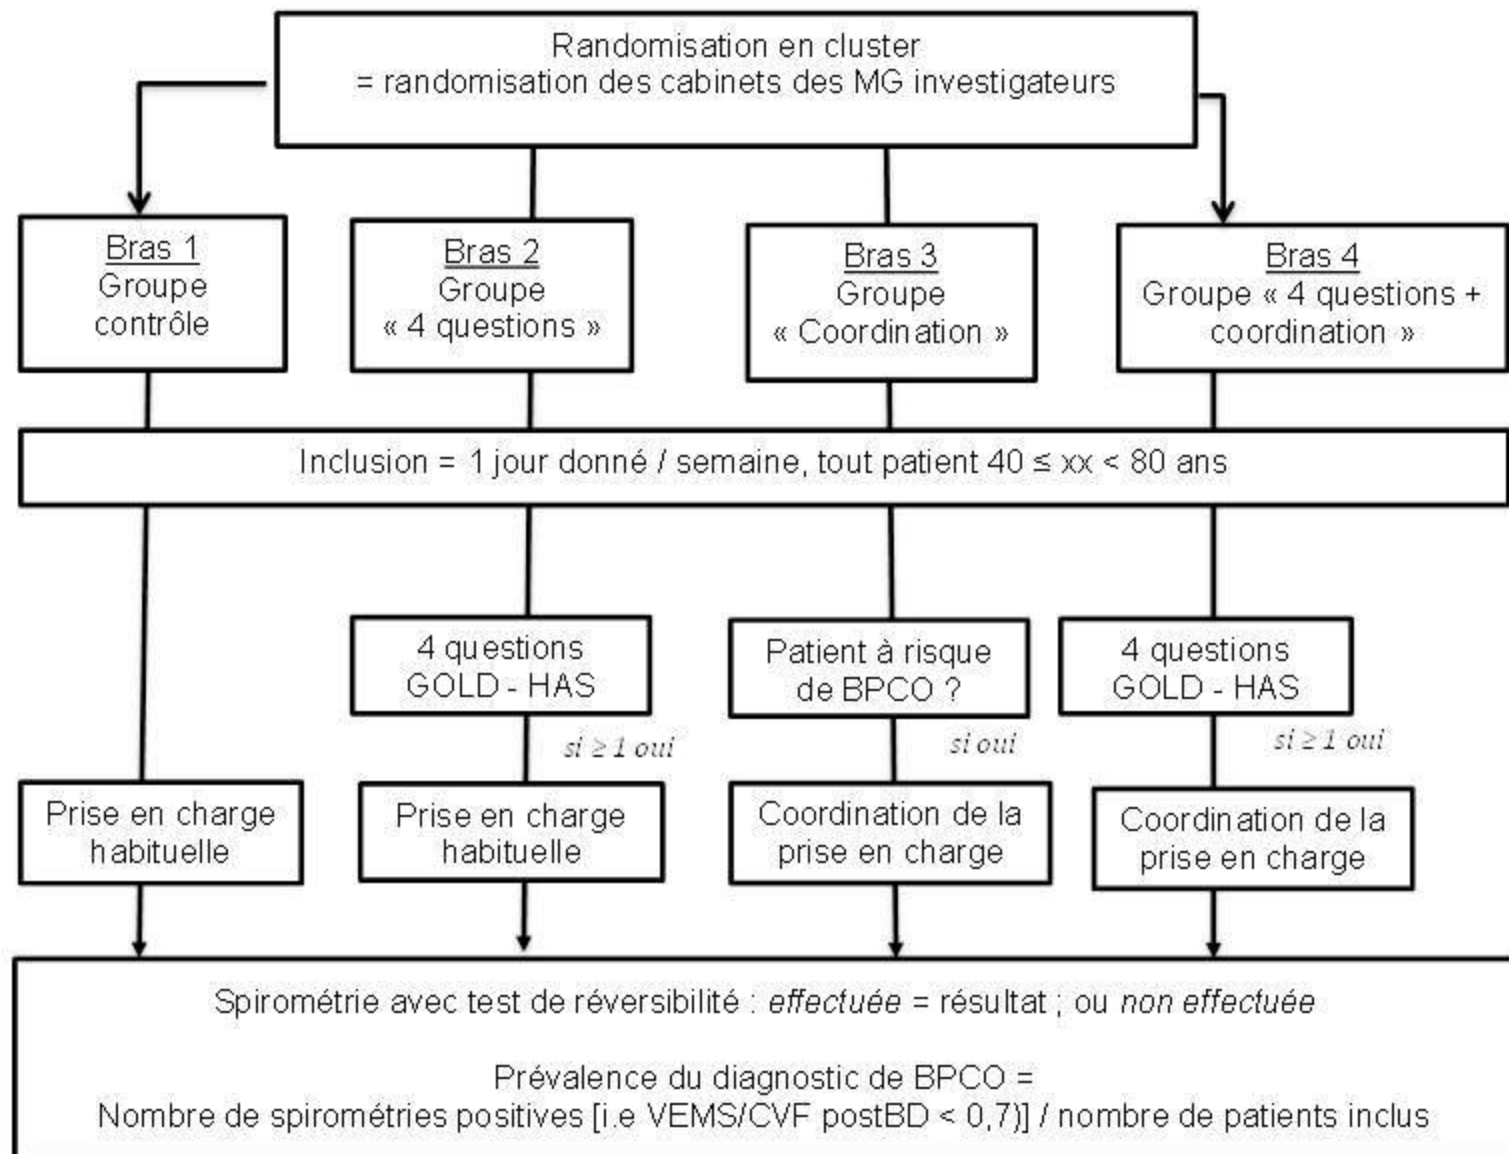 Randomisation en cluster
= randomisation des cabinets des MG investigateurs
Bras 1
Groupe
contrôle
Bras 2
Groupe
« 4 questions »
Bras 3
Groupe
« Coordination »
Bras 4
Groupe « 4 questions +
coordination »
Inclusion = 1 jour donné / semaine, tout patient 40 ≤ xx < 80 ans
4 questions
GOLD - HAS
Patient à risque
de BPCO ?
4 questions
GOLD - HAS
si ≥ 1 oui
si oui
si ≥ 1 oui
Prise en charge
habituelle
Prise en charge
habituelle
Coordination de la
prise en charge
Coordination de la
prise en charge
Spirométrie avec test de réversibilité : effectuée = résultat ; ou non effectuée
Prévalence du diagnostic de BPCO =
Nombre de spirométries positives [i.e VEMS/CVF postBD < 0,7)] / nombre de patients inclus